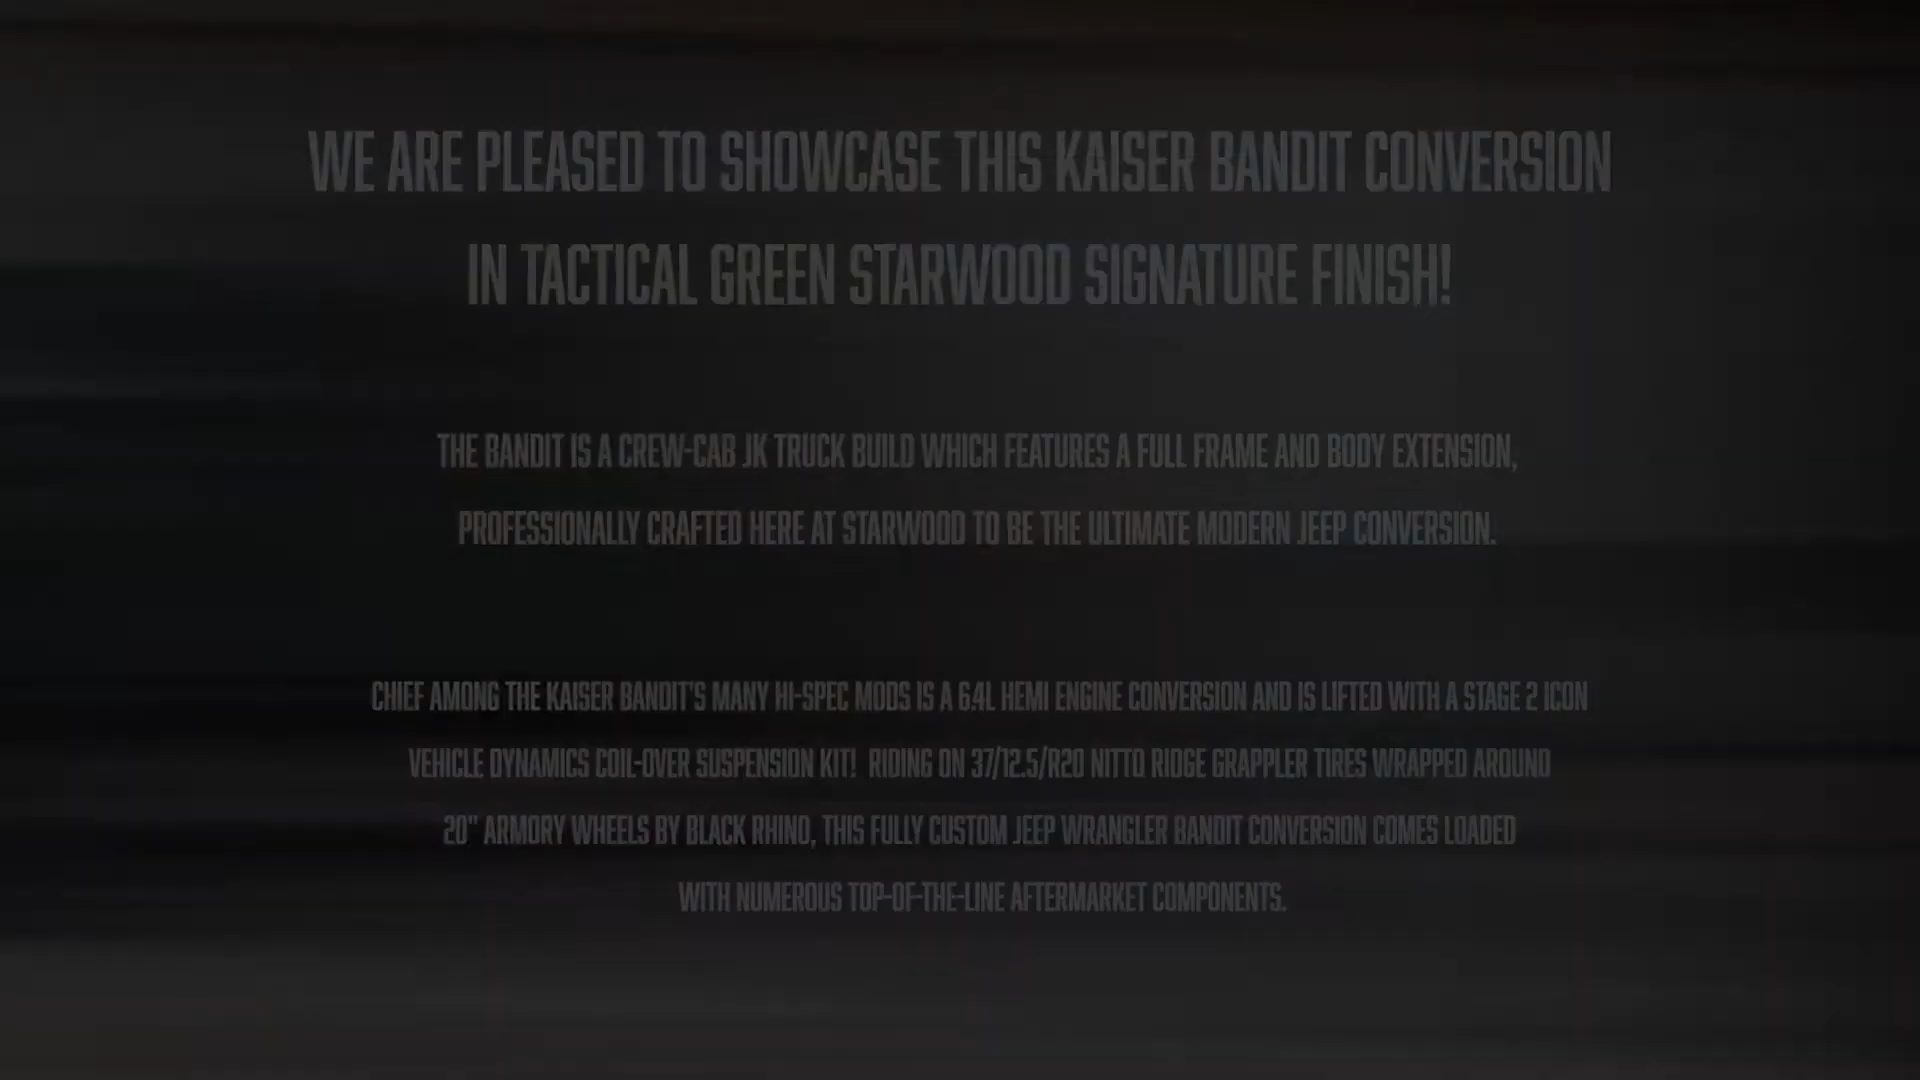 WE ARE PLEASED TO SHOWCASE THIS KAISER BANDIT CONVERSION
IN TACTICAL GREEN STARWOOD SIGNATURE FINISH!
THE BANDIT IS A CREW-CAB JK TRUCK BUILD WHICH FEATURES A FULL FRAME AND BODY EXTENSION,
PROFESSIONALLY CRAFTED HERE AT STARWOOD TO BE THE ULTIMATE MODERN JEEP CONVERSION.
CHIEF AMONG THE KAISER BANDIT'S MANY HI-SPEC MODS IS A 6.4L HEMI ENGINE CONVERSION AND IS LIFTED WITH A STAGE 2 ICON
VEHICLE DYNAMICS COIL-OVER SUSPENSION KIT! RIDING ON 37/12.5/R20 NITTO RIDGE GRAPPLER TIRES WRAPPED AROUND
20" ARMORY WHEELS BY BLACK RHINO, THIS FULLY CUSTOM JEEP WRANGLER BANDIT CONVERSION COMES LOADED
WITH NUMEROUS TOP-OF-THE-LINE AFTERMARKET COMPONENTS.